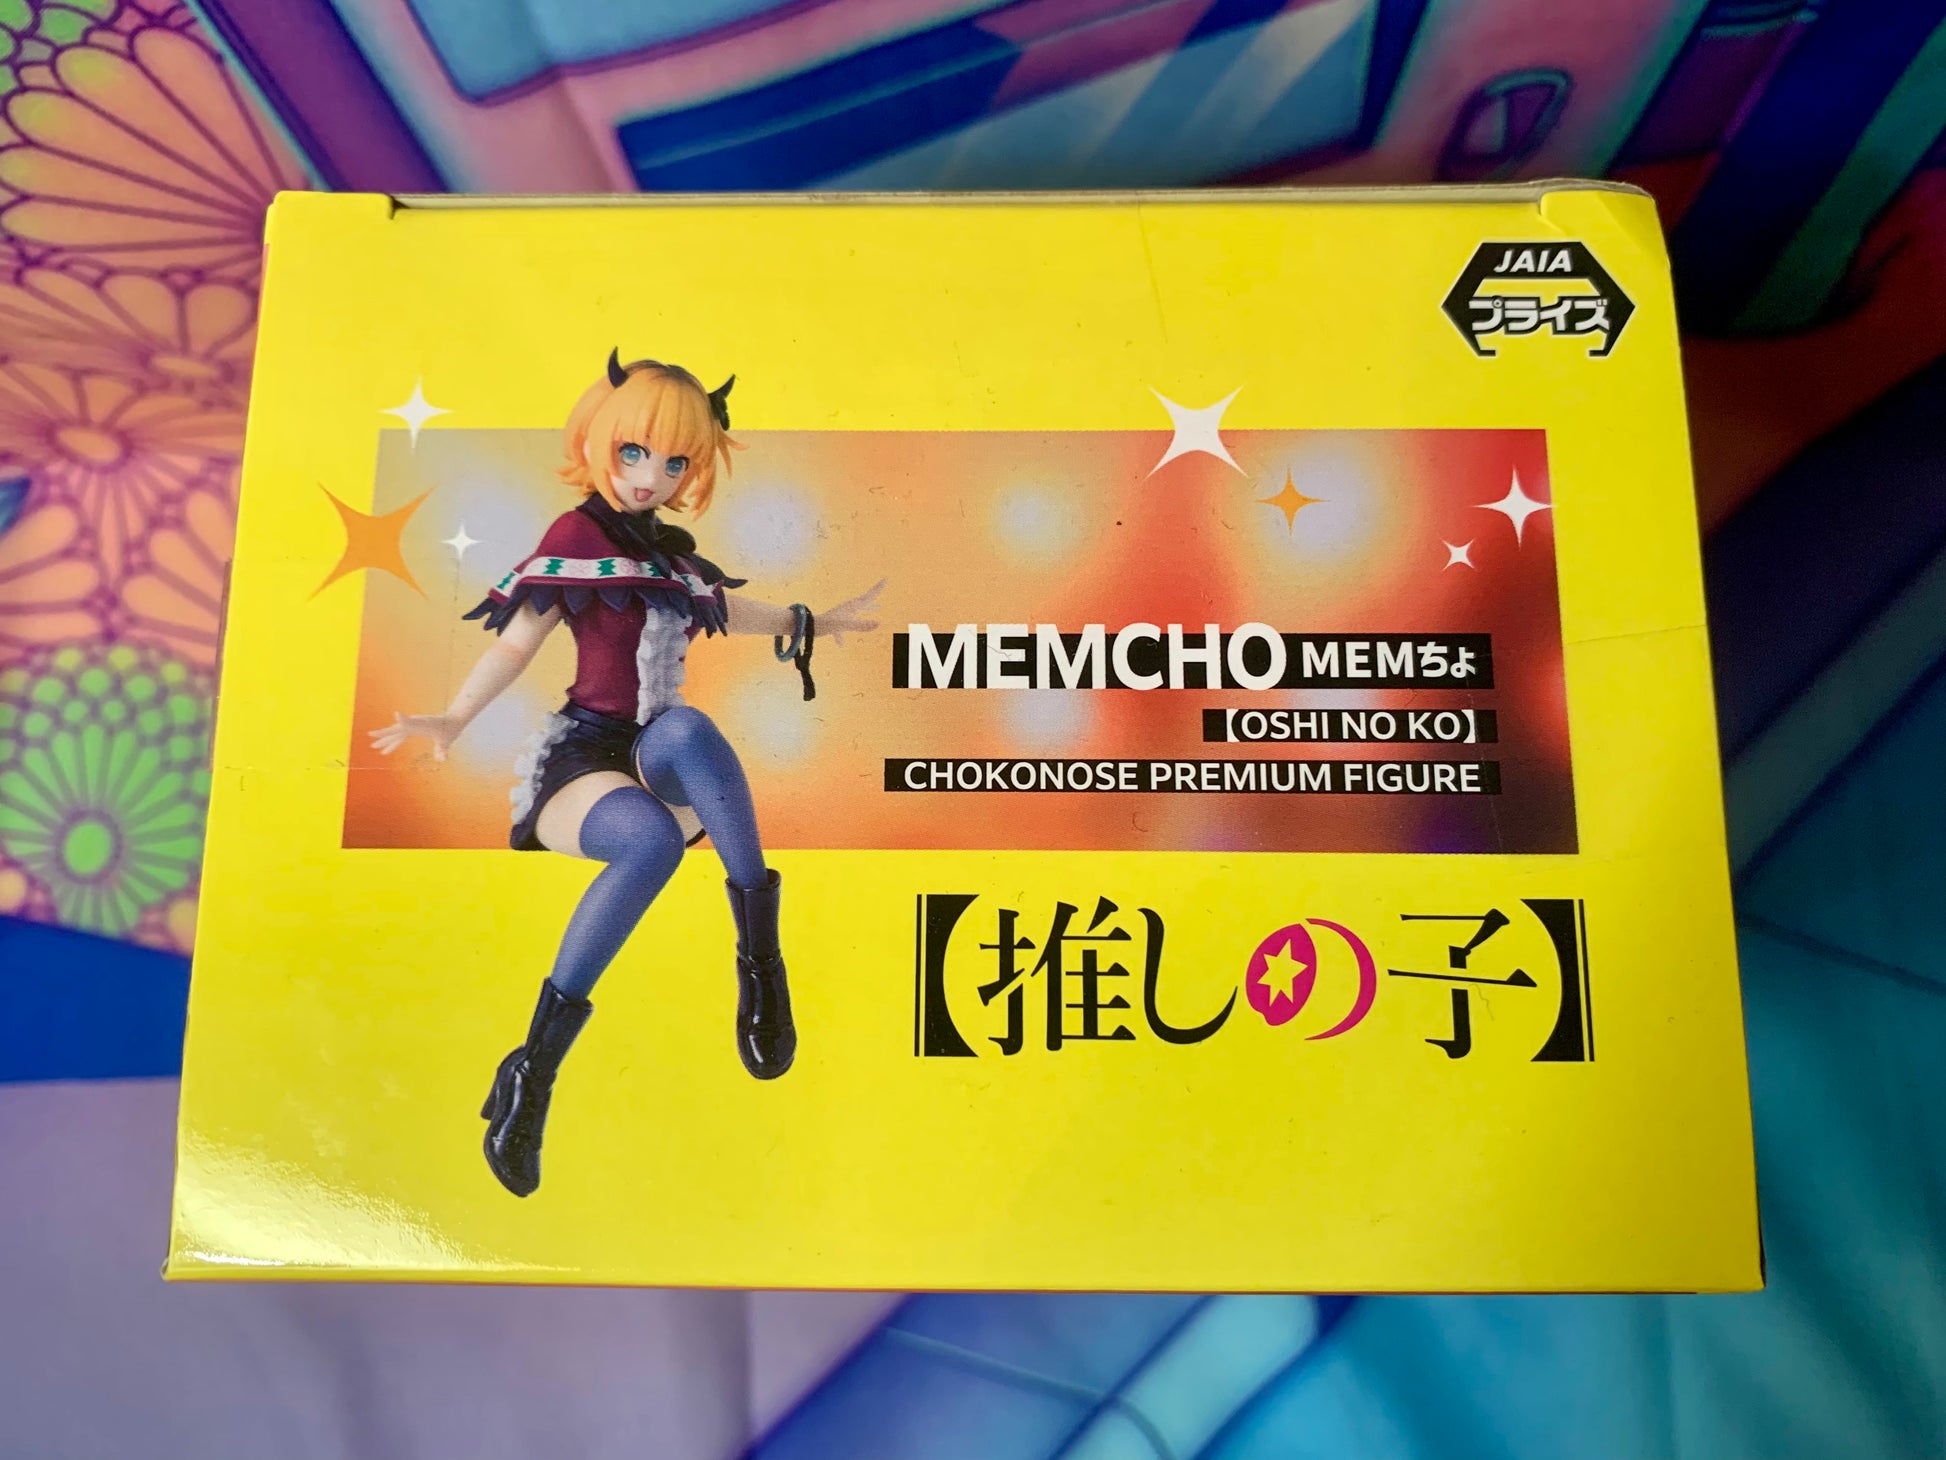 JAIA
プライズ
MEMCHO MEMちょ
【OSHI NO KO】
CHOKONOSE PREMIUM FIGURE
【推しの子】